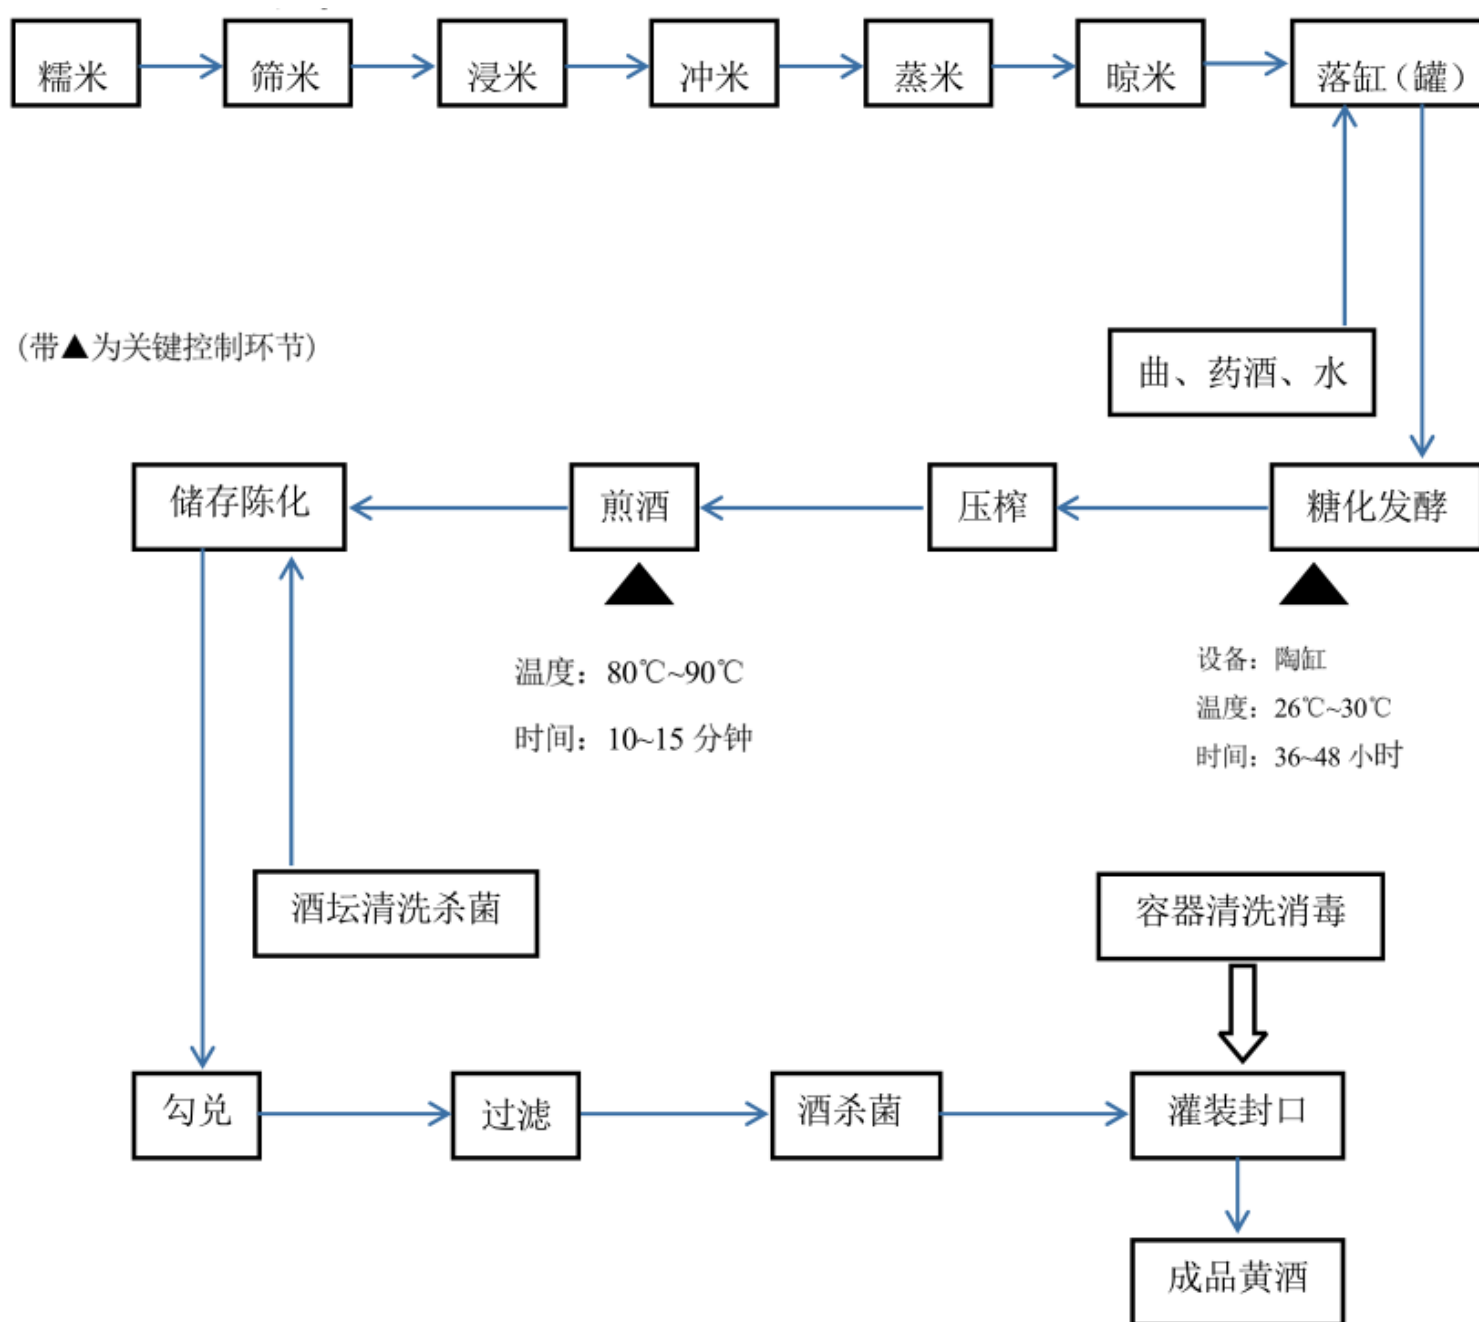 糯米
筛米
浸米
冲米
蒸米
晾米
落缸（罐）
曲、药酒、水
(带▲为关键控制环节)
储存陈化
煎酒
压榨
糖化发酵
温度：80℃~90℃
时间：10~15 分钟
设备：陶缸
温度：26℃~30℃
时间：36~48 小时
酒坛清洗杀菌
容器清洗消毒
勾兑
过滤
酒杀菌
灌装封口
成品黄酒